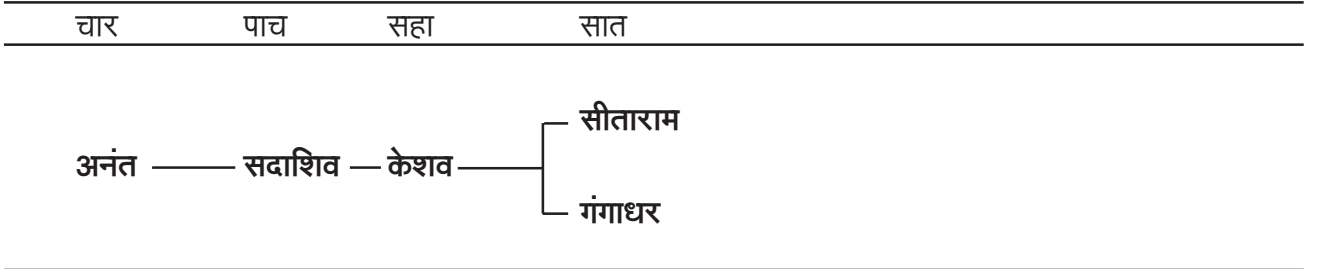 चार पाच सहा सात
सीताराम
अनंत सदाशिव केशव
गंगाधर